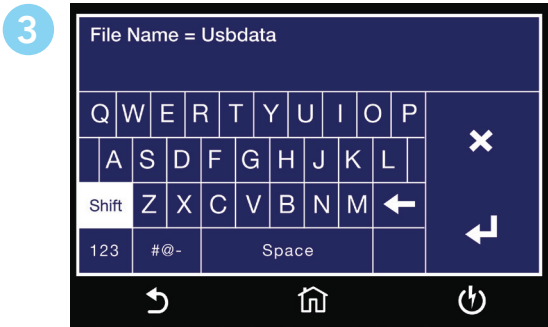 3
File Name = Usbdata
Q W E R T Y U I O P
A S D F G H J K L
Shift Z X C V B N M
123 #@- Space